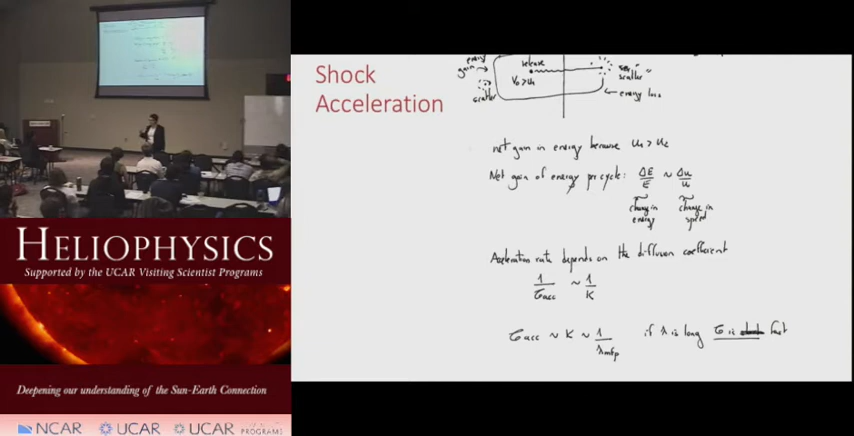 Shock
Acceleration
energy
gain →
release
V₀ > u₁
scatter
scatter
energy loss
net gain in energy because u₁ > u₂
Net gain of energy per cycle: ΔE/E ~ Δu/u
change in energy
change in speed
Acceleration rate depends on the diffusion coefficient
1/τacc ~ 1/K
τacc ~ K ~ 1/λmfp if λ is long τ is fast
HELIOPHYSICS
Supported by the UCAR Visiting Scientist Programs
Deepening our understanding of the Sun-Earth Connection
NCAR UCAR UCAR PROGRAMS